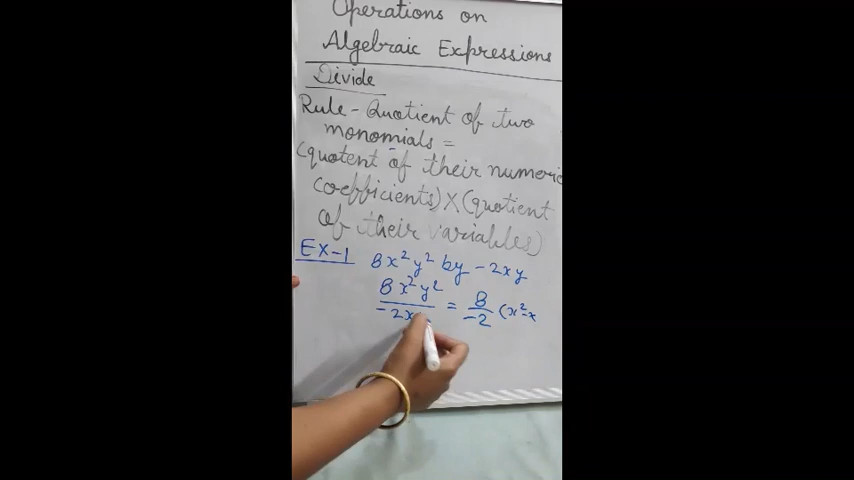 Operations on
Algebraic Expressions
Divide
Rule - Quotient of two
monomials =
(quotent of their numeric
coefficients) X (quotient
of their variables)
EX-1 8x²y² by - 2xy
8x²y² = 8 (x²-x
-2x -2